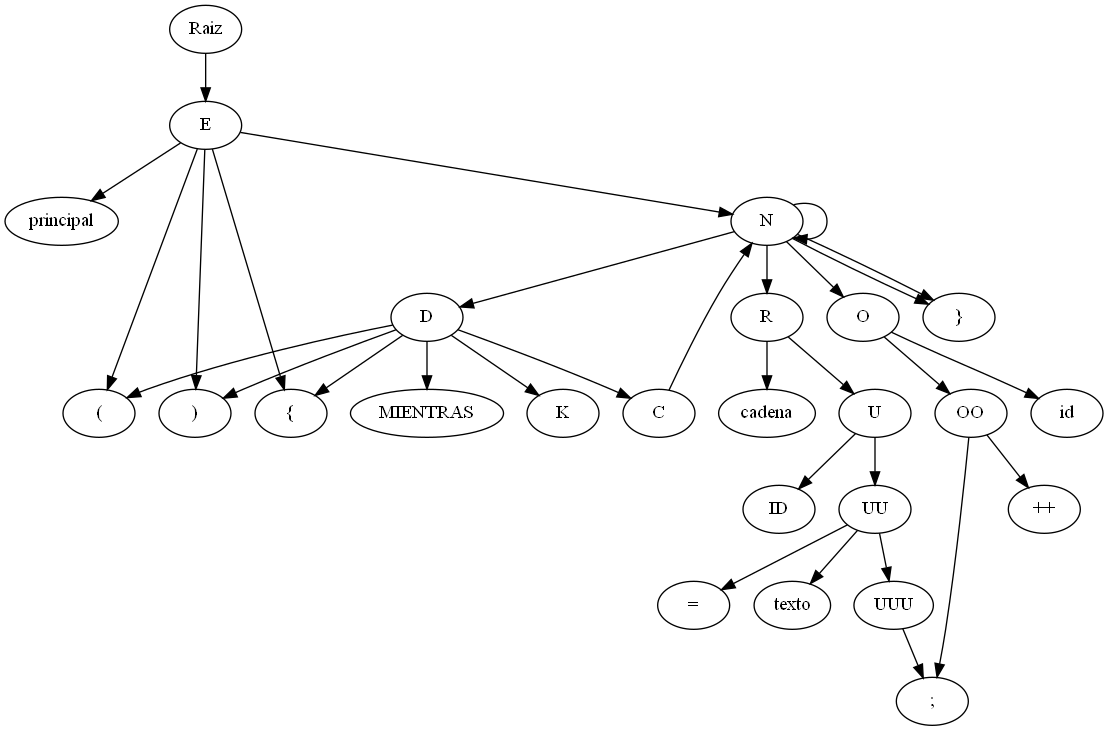 Raiz
E
principal
N
D
R
O
}
(
)
{
MIENTRAS
K
C
cadena
U
OO
id
ID
UU
++
=
texto
UUU
;